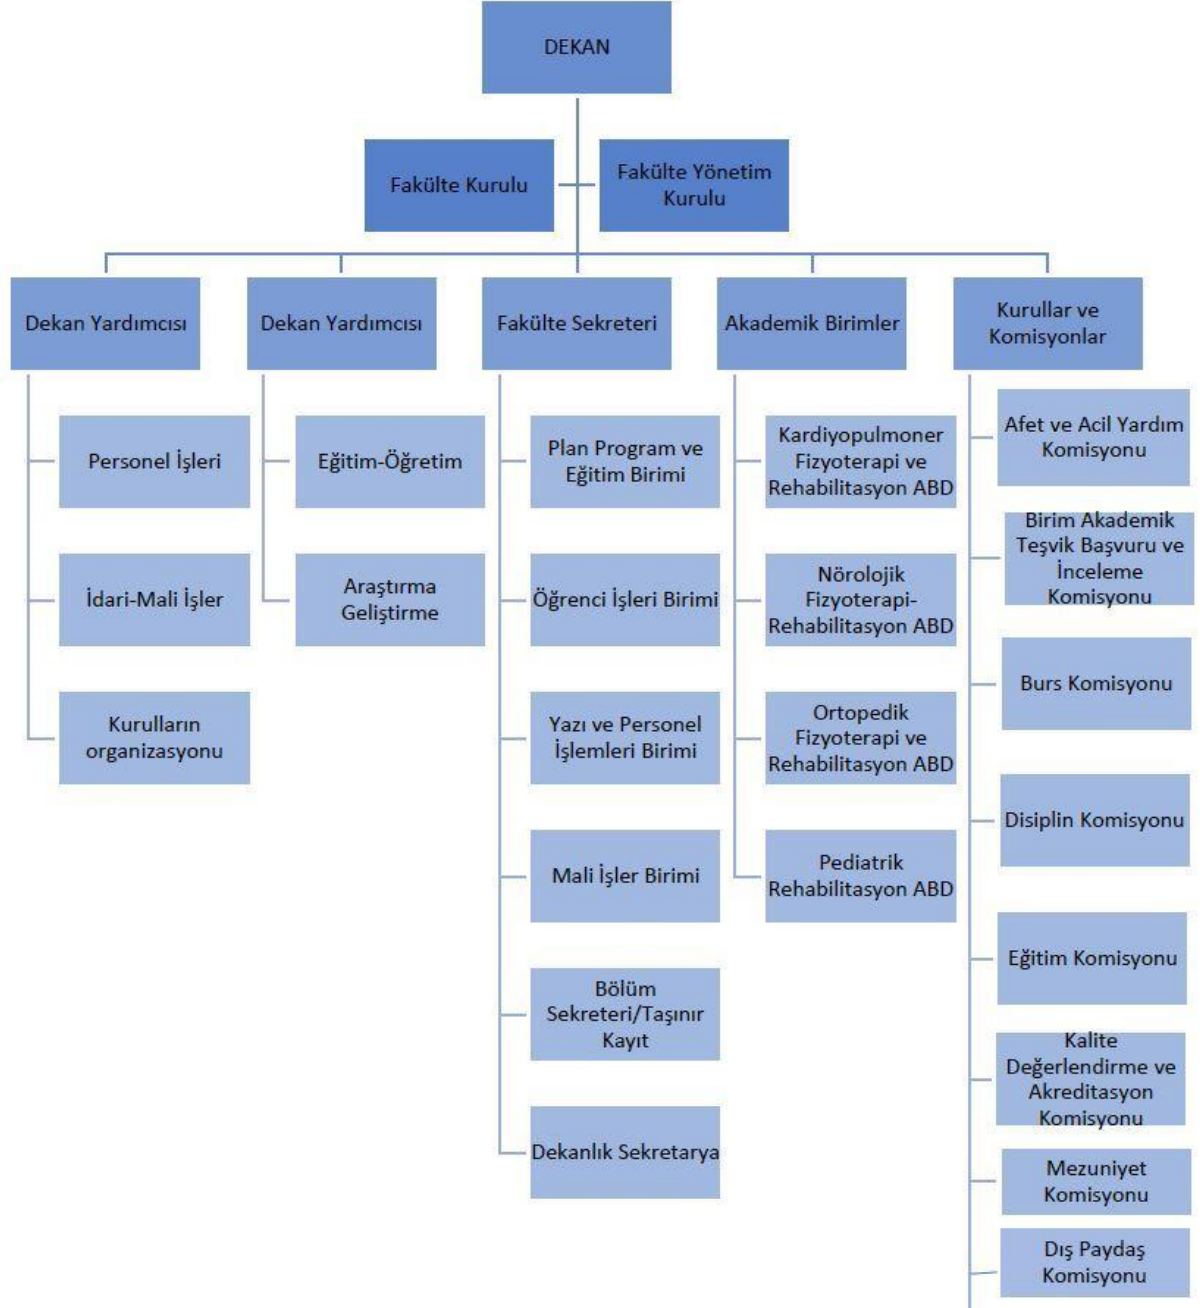 DEKAN
Fakülte Kurulu
Fakülte Yönetim
Kurulu
Dekan Yardımcısı
Personel İşleri
İdari-Mali İşler
Kurulların
organizasyonu
Dekan Yardımcısı
Eğitim-Öğretim
Araştırma
Geliştirme
Fakülte Sekreteri
Plan Program ve
Eğitim Birimi
Öğrenci İşleri Birimi
Yazı ve Personel
İşlemleri Birimi
Mali İşler Birimi
Bölüm
Sekreteri/Taşınır
Kayıt
Dekanlık Sekretarya
Akademik Birimler
Kardiyopulmoner
Fizyoterapi ve
Rehabilitasyon ABD
Nörolojik
Fizyoterapi-
Rehabilitasyon ABD
Ortopedik
Fizyoterapi ve
Rehabilitasyon ABD
Pediatrik
Rehabilitasyon ABD
Kurullar ve
Komisyonlar
Afet ve Acil Yardım
Komisyonu
Birim Akademik
Teşvik Başvuru ve
İnceleme
Komisyonu
Burs Komisyonu
Disiplin Komisyonu
Eğitim Komisyonu
Kalite
Değerlendirme ve
Akreditasyon
Komisyonu
Mezuniyet
Komisyonu
Dış Paydaş
Komisyonu